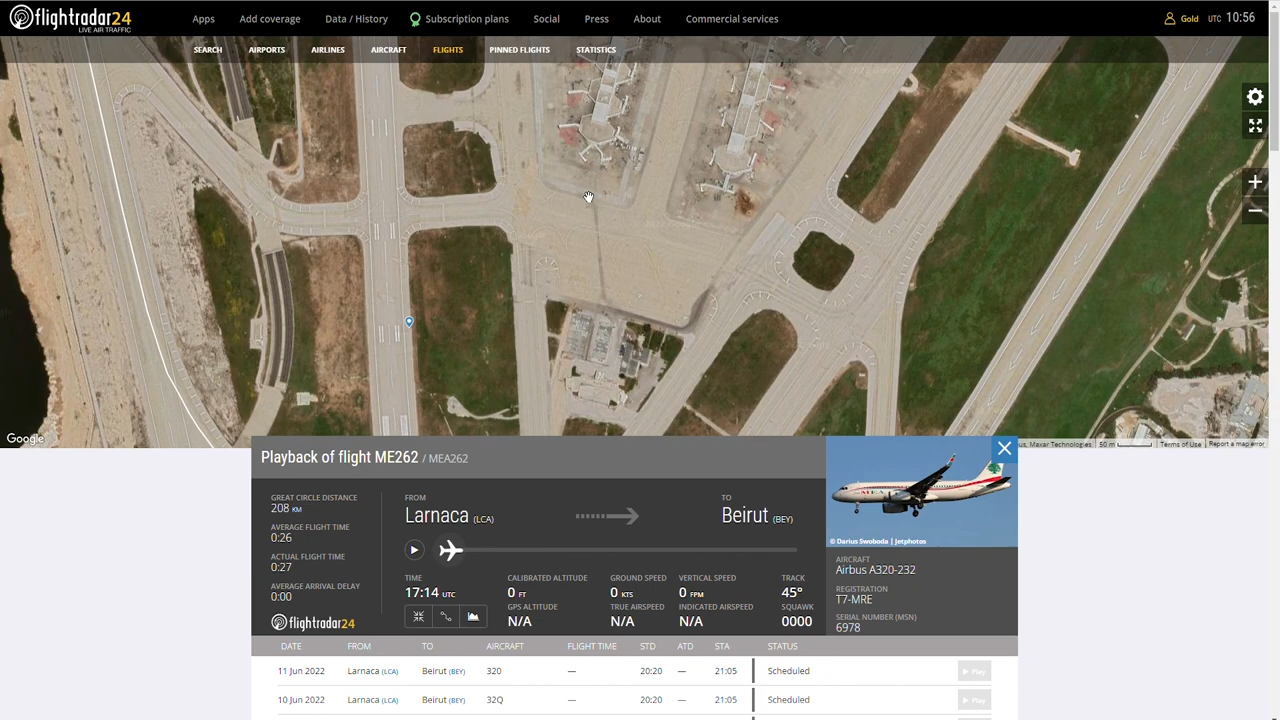 flightradar24
LIVE AIR TRAFFIC
Apps
Add coverage
Data / History
Subscription plans
Social
Press
About
Commercial services
Gold
UTC 10:56
SEARCH
AIRPORTS
AIRLINES
AIRCRAFT
FLIGHTS
PINNED FLIGHTS
STATISTICS
+
−
Google
us, Maxar Technologies
50 m
Terms of Use
Report a map error
Playback of flight ME262 / MEA262
GREAT CIRCLE DISTANCE
208 KM
AVERAGE FLIGHT TIME
0:26
ACTUAL FLIGHT TIME
0:27
AVERAGE ARRIVAL DELAY
0:00
flightradar24
FROM
Larnaca (LCA)
TO
Beirut (BEY)
TIME
17:14 UTC
CALIBRATED ALTITUDE
0 FT
GPS ALTITUDE
N/A
GROUND SPEED
0 KTS
TRUE AIRSPEED
N/A
VERTICAL SPEED
0 FPM
INDICATED AIRSPEED
N/A
TRACK
45°
SQUAWK
0000
MEA
© Darius Swoboda | Jetphotos
AIRCRAFT
Airbus A320-232
REGISTRATION
T7-MRE
SERIAL NUMBER (MSN)
6978
DATE FROM TO AIRCRAFT FLIGHT TIME STD ATD STA STATUS
11 Jun 2022 Larnaca (LCA) Beirut (BEY) 320 — 20:20 — 21:05 Scheduled Play
10 Jun 2022 Larnaca (LCA) Beirut (BEY) 32Q — 20:20 — 21:05 Scheduled Play